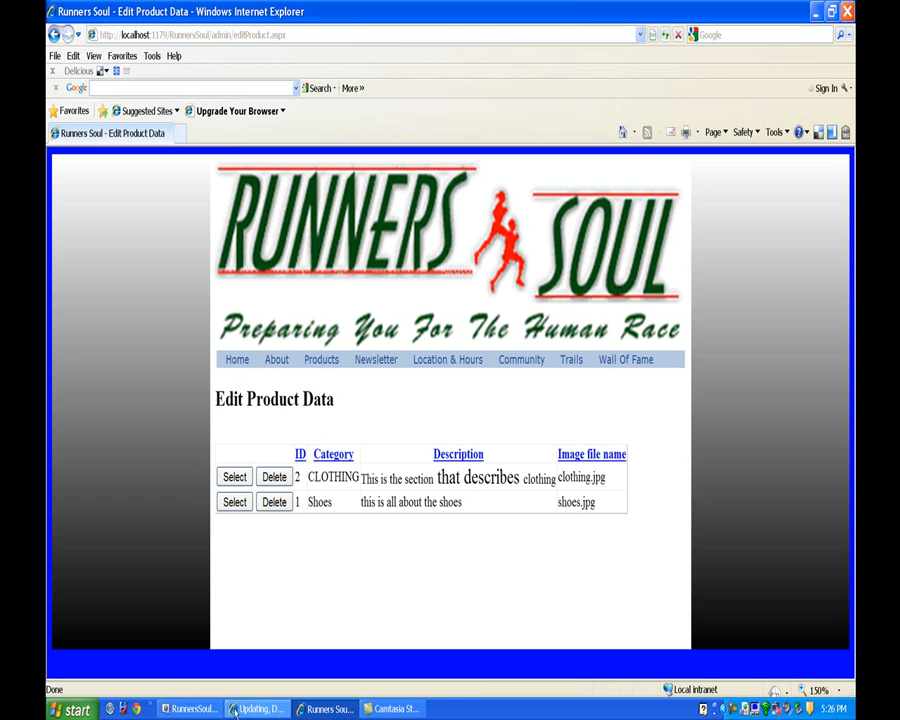 Runners Soul - Edit Product Data - Windows Internet Explorer
http://localhost:1179/RunnersSoul/admin/editProduct.aspx
Google
File Edit View Favorites Tools Help
x Delicious
x Google Search More »
Sign In
Favorites Suggested Sites Upgrade Your Browser
Runners Soul - Edit Product Data
Page Safety Tools
RUNNERS SOUL
Preparing You For The Human Race
Home About Products Newsletter Location & Hours Community Trails Wall Of Fame
Edit Product Data
ID Category Description Image file name
Select Delete 2 CLOTHING This is the section that describes clothing clothing.jpg
Select Delete 1 Shoes this is all about the shoes shoes.jpg
Done Local intranet 150%
start RunnersSoul... Updating, D... Runners Sou... Camtasia St... 5:26 PM